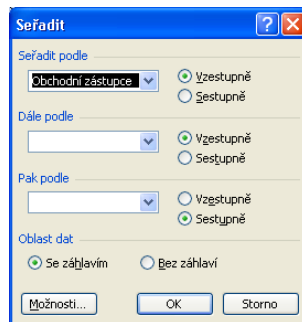 Seřadit
Seřadit podle
Obchodní zástupce
Vzestupně
Sestupně
Dále podle
Vzestupně
Sestupně
Pak podle
Vzestupně
Sestupně
Oblast dat
Se záhlavím
Bez záhlaví
Možnosti...
OK
Storno